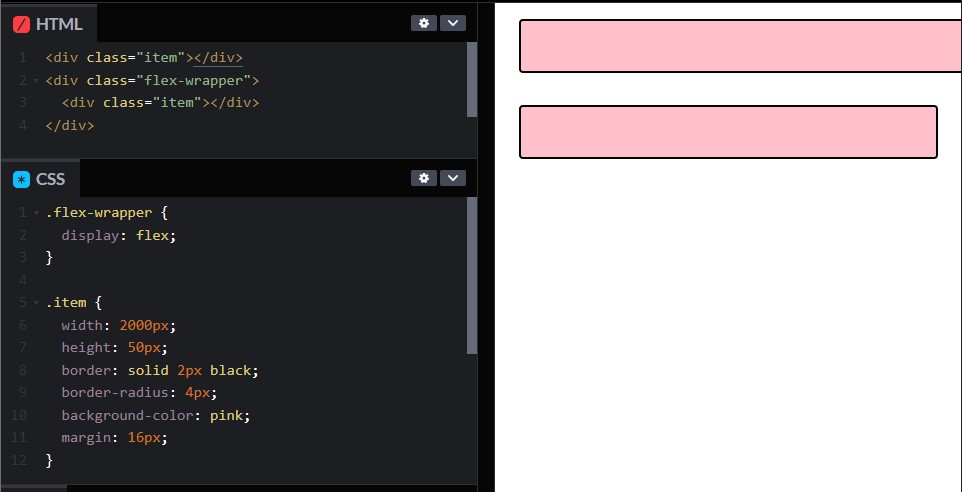 HTML
1 <div class="item"></div>
2 <div class="flex-wrapper">
3   <div class="item"></div>
4 </div>
CSS
1 .flex-wrapper {
2   display: flex;
3 }
4
5 .item {
6   width: 2000px;
7   height: 50px;
8   border: solid 2px black;
9   border-radius: 4px;
10   background-color: pink;
11   margin: 16px;
12 }